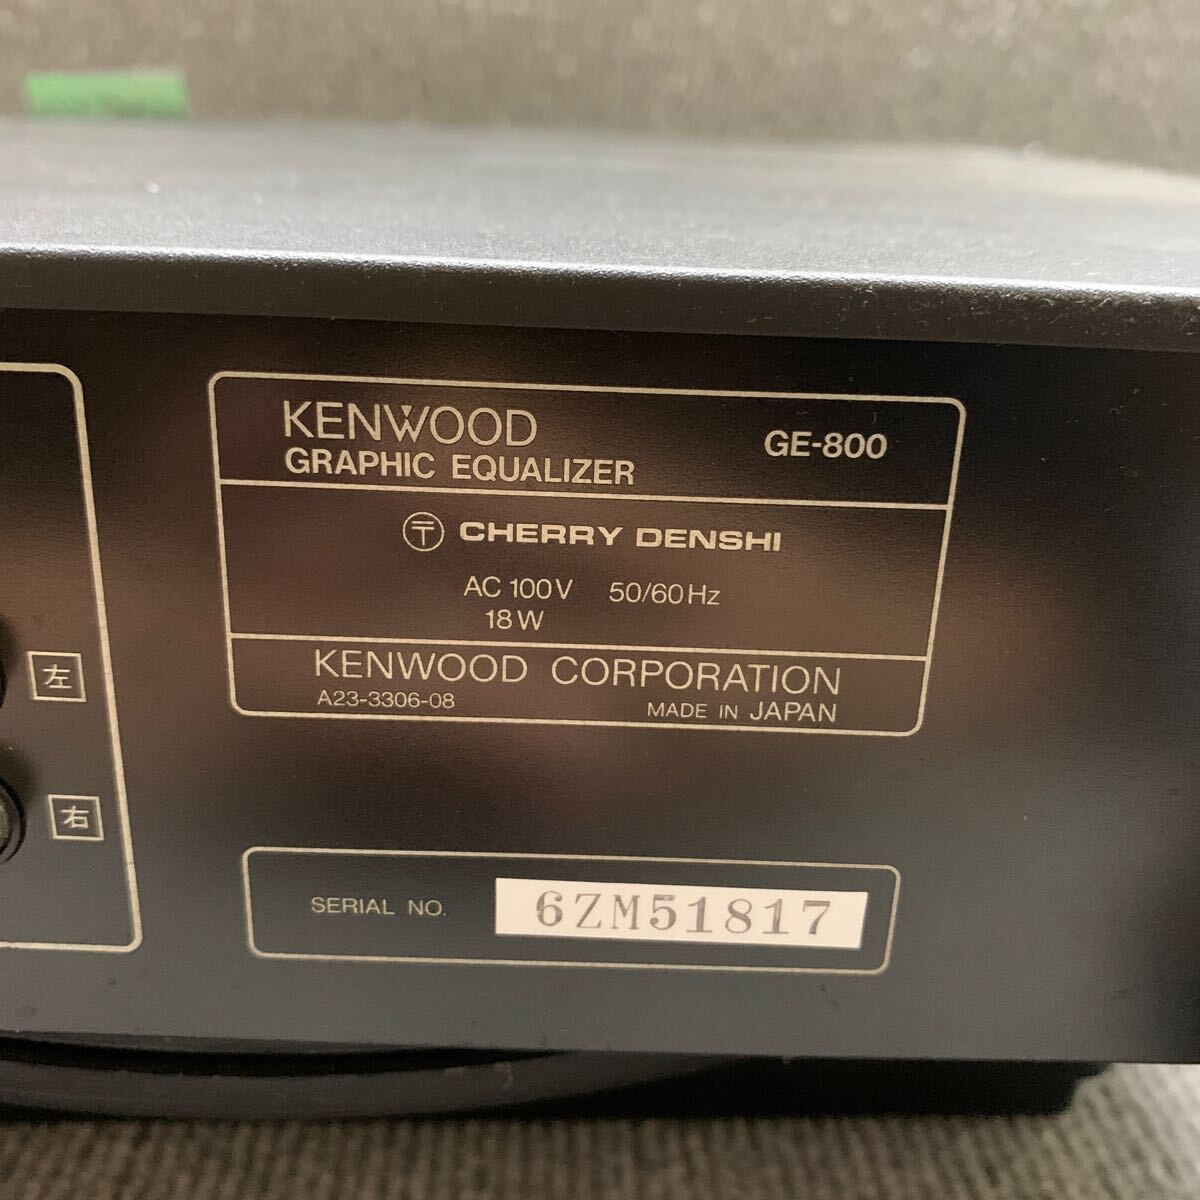 KENWOOD
GRAPHIC EQUALIZER
GE-800
〒 CHERRY DENSHI
AC 100V 50/60Hz
18W
KENWOOD CORPORATION
A23-3306-08
MADE IN JAPAN
左
右
SERIAL NO. 6ZM51817